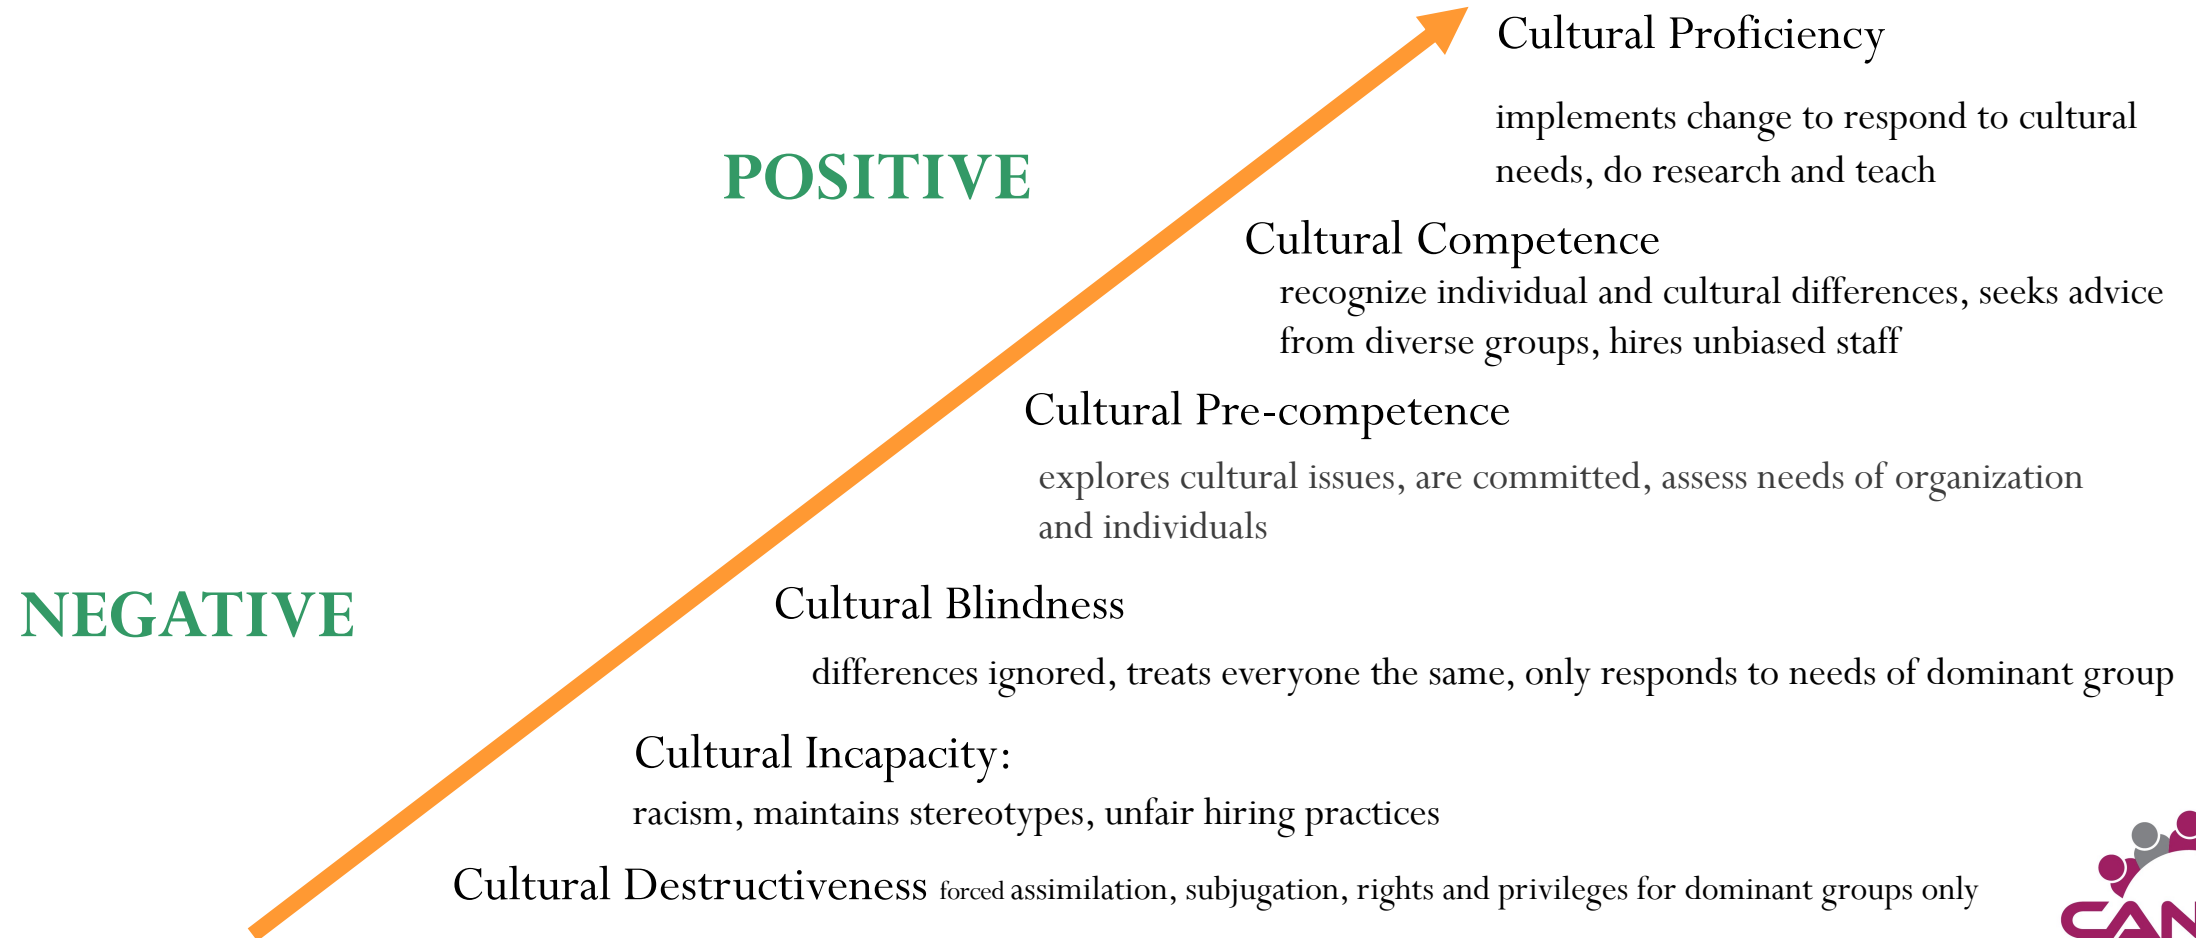 Cultural Proficiency
implements change to respond to cultural
needs, do research and teach
POSITIVE
Cultural Competence
recognize individual and cultural differences, seeks advice
from diverse groups, hires unbiased staff
Cultural Pre-competence
explores cultural issues, are committed, assess needs of organization
and individuals
NEGATIVE
Cultural Blindness
differences ignored, treats everyone the same, only responds to needs of dominant group
Cultural Incapacity:
racism, maintains stereotypes, unfair hiring practices
Cultural Destructiveness forced assimilation, subjugation, rights and privileges for dominant groups only